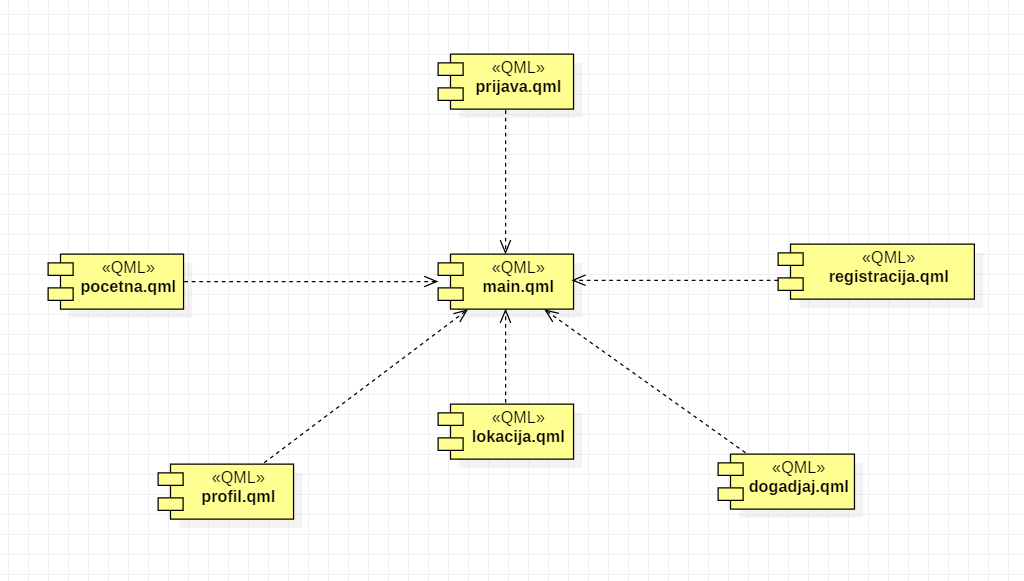 «QML»
prijava.qml
«QML»
pocetna.qml
«QML»
main.qml
«QML»
registracija.qml
«QML»
lokacija.qml
«QML»
profil.qml
«QML»
dogadjaj.qml